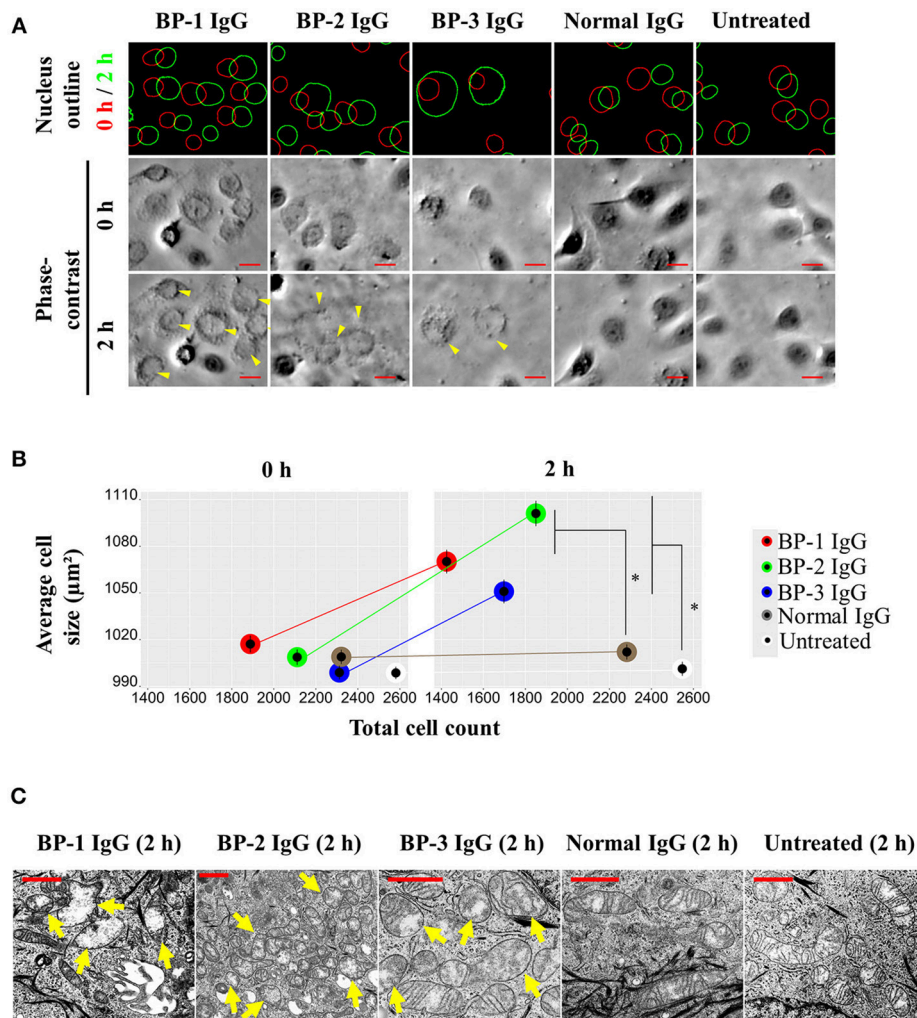 A
BP-1 IgG BP-2 IgG BP-3 IgG Normal IgG Untreated
Nucleus
outline
0 h / 2 h
Phase-
contrast
0 h
2 h
B
0 h 2 h
Average cell
size (µm²)
1110
1080
1050
1020
990
1400 1600 1800 2000 2200 2400 2600 1400 1600 1800 2000 2200 2400 2600
Total cell count
*
*
BP-1 IgG
BP-2 IgG
BP-3 IgG
Normal IgG
Untreated
C
BP-1 IgG (2 h) BP-2 IgG (2 h) BP-3 IgG (2 h) Normal IgG (2 h) Untreated (2 h)